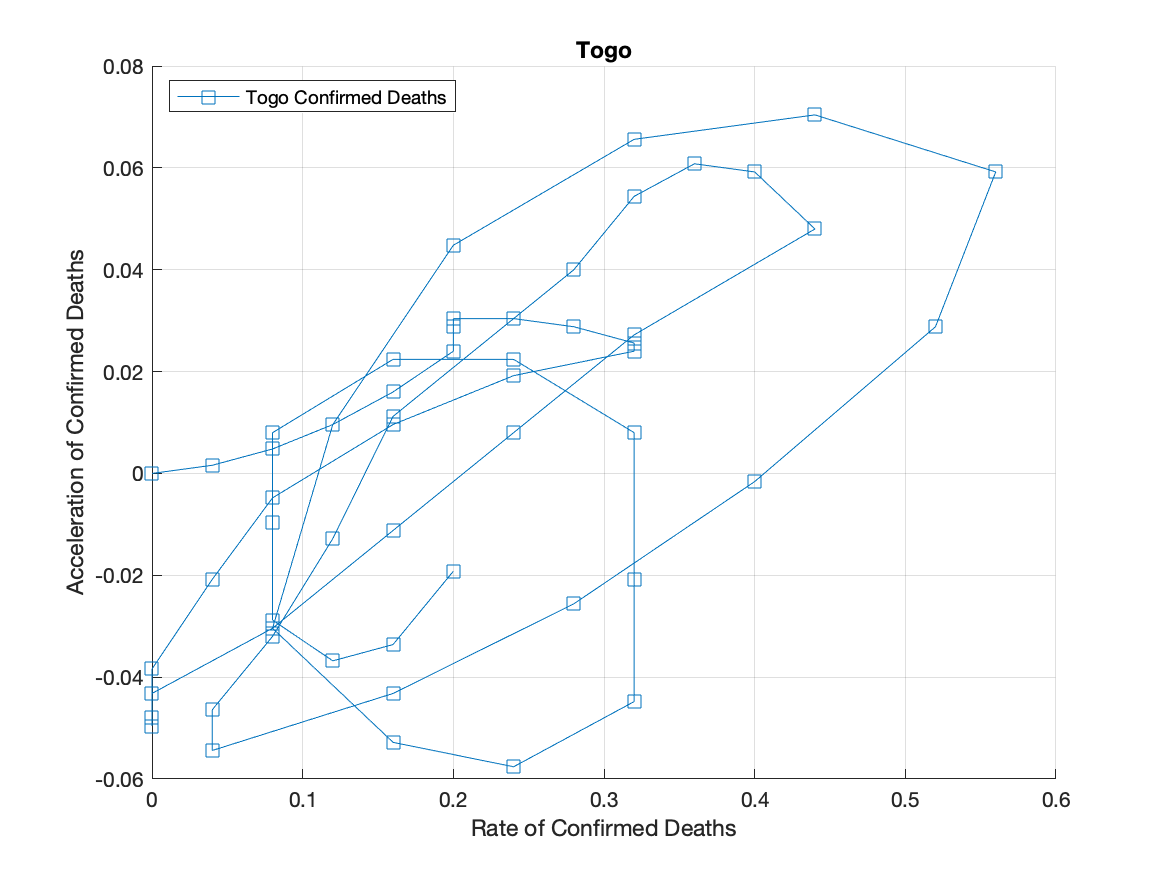 Togo
Togo Confirmed Deaths
0.08
0.06
0.04
0.02
0
-0.02
-0.04
-0.06
Acceleration of Confirmed Deaths
0 0.1 0.2 0.3 0.4 0.5 0.6
Rate of Confirmed Deaths